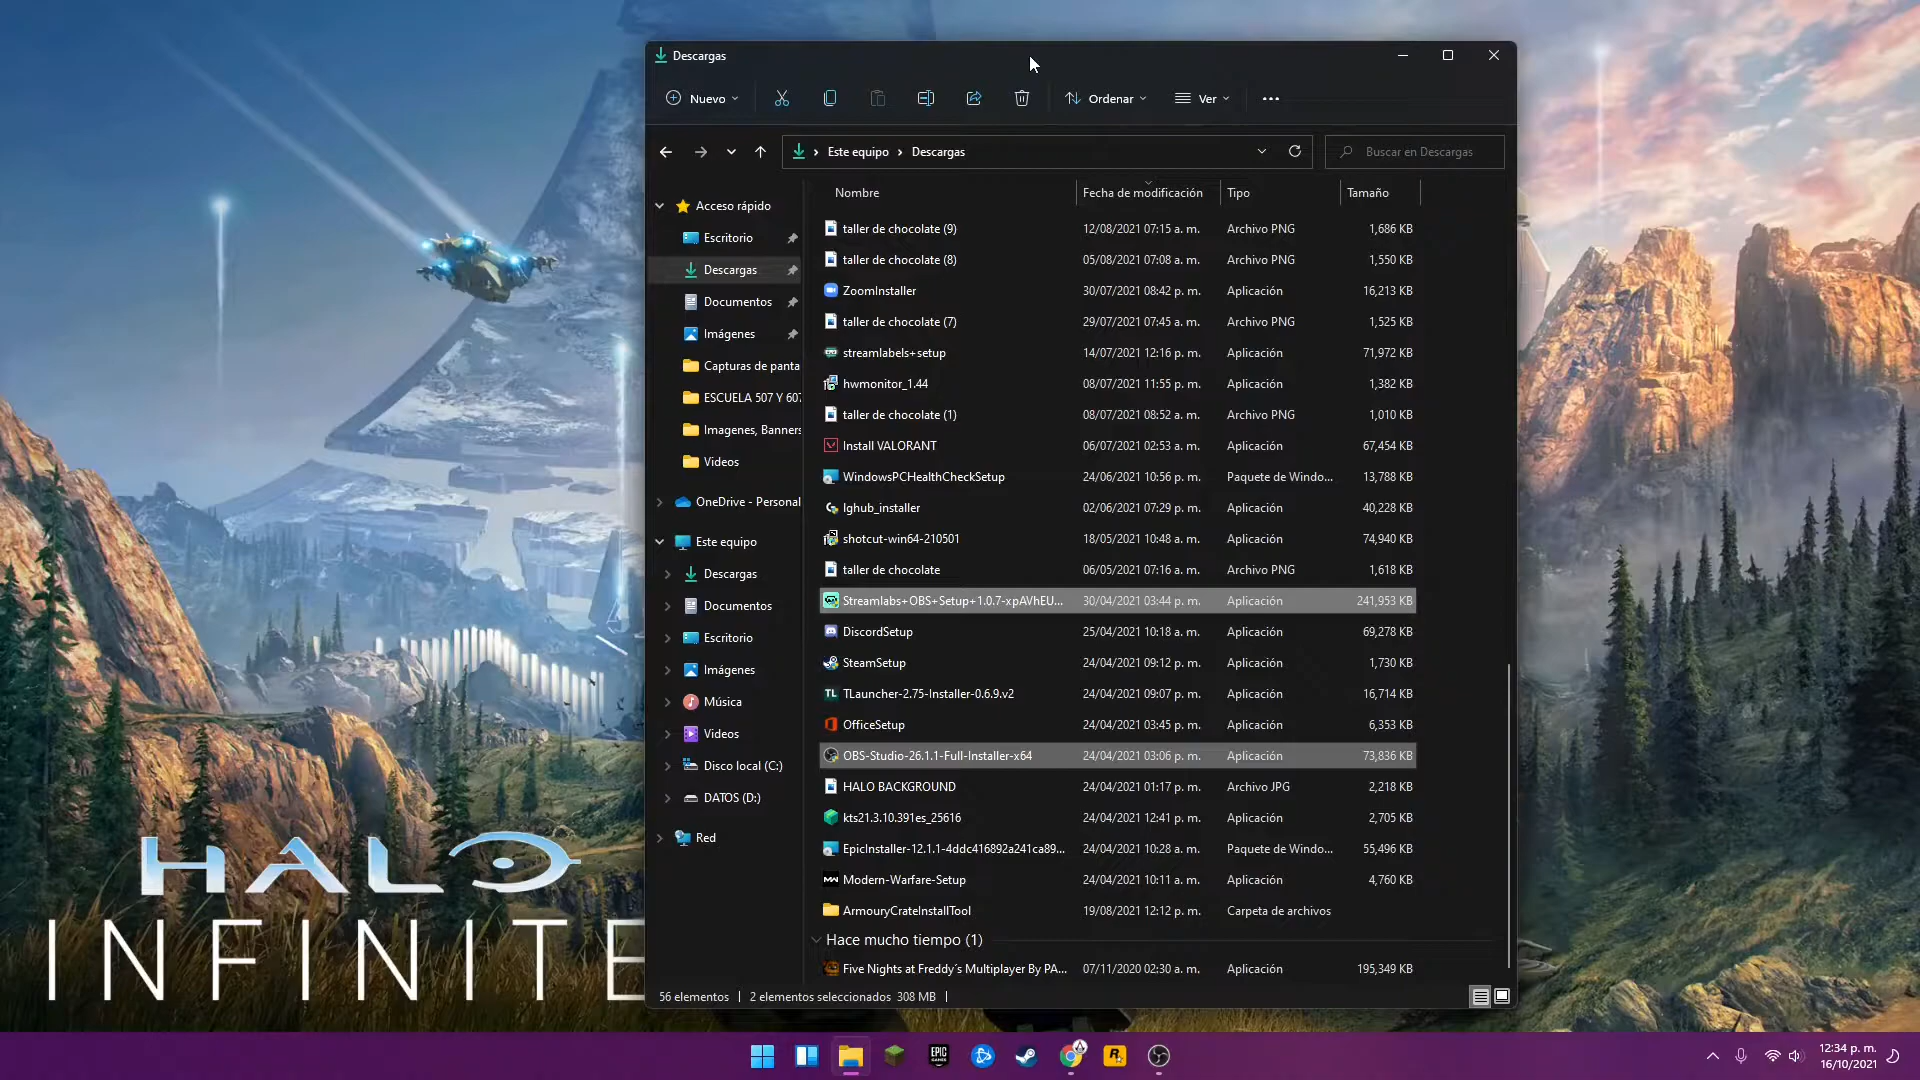 Descargas
Nuevo
Ordenar
Ver
Este equipo > Descargas
Buscar en Descargas
Nombre Fecha de modificación Tipo Tamaño
Acceso rápido
Escritorio
Descargas
Documentos
Imágenes
Capturas de panta
ESCUELA 507 Y 607
Imagenes, Banners
Videos
OneDrive - Personal
Este equipo
Descargas
Documentos
Escritorio
Imágenes
Música
Videos
Disco local (C:)
DATOS (D:)
Red
taller de chocolate (9) 12/08/2021 07:15 a. m. Archivo PNG 1,686 KB
taller de chocolate (8) 05/08/2021 07:08 a. m. Archivo PNG 1,550 KB
ZoomInstaller 30/07/2021 08:42 p. m. Aplicación 16,213 KB
taller de chocolate (7) 29/07/2021 07:45 a. m. Archivo PNG 1,525 KB
streamlabels+setup 14/07/2021 12:16 p. m. Aplicación 71,972 KB
hwmonitor_1.44 08/07/2021 11:55 p. m. Aplicación 1,382 KB
taller de chocolate (1) 08/07/2021 08:52 a. m. Archivo PNG 1,010 KB
Install VALORANT 06/07/2021 02:53 a. m. Aplicación 67,454 KB
WindowsPCHealthCheckSetup 24/06/2021 10:56 p. m. Paquete de Windo... 13,788 KB
lghub_installer 02/06/2021 07:29 p. m. Aplicación 40,228 KB
shotcut-win64-210501 18/05/2021 10:48 a. m. Aplicación 74,940 KB
taller de chocolate 06/05/2021 07:16 a. m. Archivo PNG 1,618 KB
Streamlabs+OBS+Setup+1.0.7-xpAVhEU... 30/04/2021 03:44 p. m. Aplicación 241,953 KB
DiscordSetup 25/04/2021 10:18 a. m. Aplicación 69,278 KB
SteamSetup 24/04/2021 09:12 p. m. Aplicación 1,730 KB
TLauncher-2.75-Installer-0.6.9.v2 24/04/2021 09:07 p. m. Aplicación 16,714 KB
OfficeSetup 24/04/2021 03:45 p. m. Aplicación 6,353 KB
OBS-Studio-26.1.1-Full-Installer-x64 24/04/2021 03:06 p. m. Aplicación 73,836 KB
HALO BACKGROUND 24/04/2021 01:17 p. m. Archivo JPG 2,218 KB
kts21.3.10.391es_25616 24/04/2021 12:41 p. m. Aplicación 2,705 KB
EpicInstaller-12.1.1-4ddc416892a241ca89... 24/04/2021 10:28 a. m. Paquete de Windo... 55,496 KB
Modern-Warfare-Setup 24/04/2021 10:11 a. m. Aplicación 4,760 KB
ArmouryCrateInstallTool 19/08/2021 12:12 p. m. Carpeta de archivos
Hace mucho tiempo (1)
Five Nights at Freddy´s Multiplayer By PA... 07/11/2020 02:30 a. m. Aplicación 195,349 KB
56 elementos | 2 elementos seleccionados 308 MB |
HALO
INFINITE
12:34 p. m.
16/10/2021